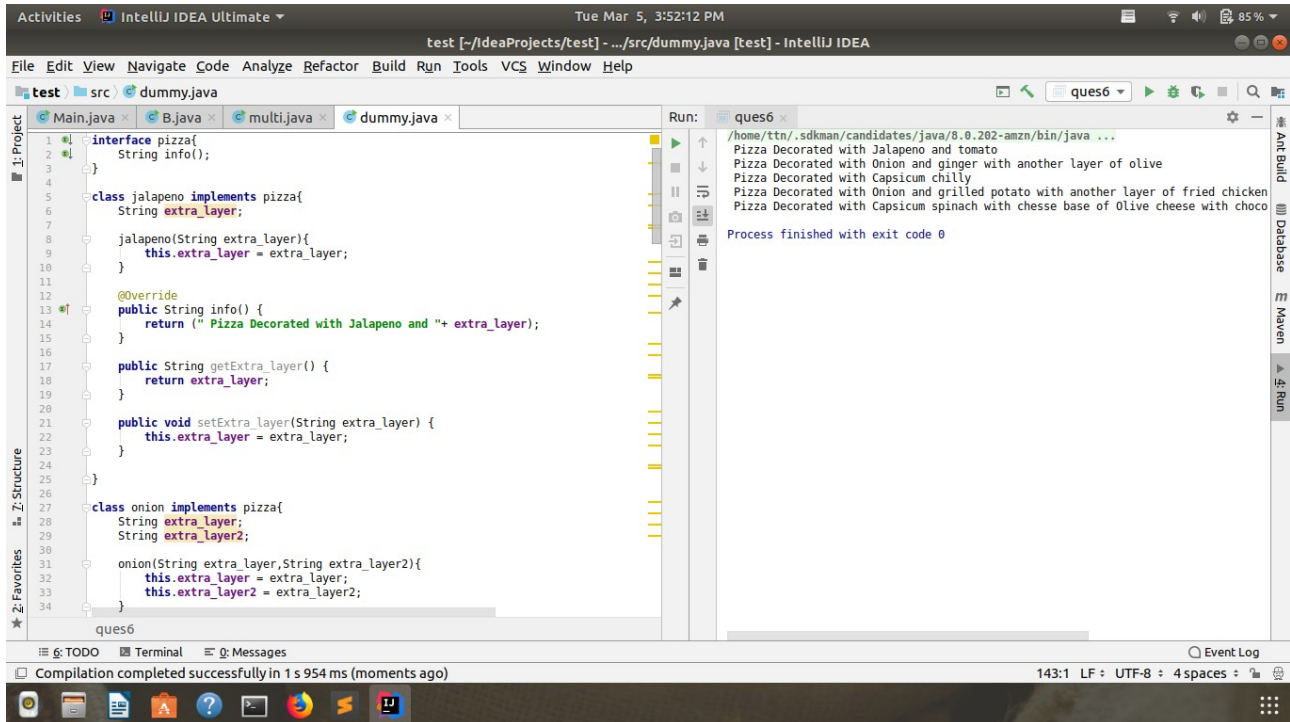 Activities IntelliJ IDEA Ultimate Tue Mar 5, 3:52:12 PM 85 %
test [~/IdeaProjects/test] - .../src/dummy.java [test] - IntelliJ IDEA
File Edit View Navigate Code Analyze Refactor Build Run Tools VCS Window Help
test src dummy.java ques6
Main.java B.java multi.java dummy.java
1: Project
7: Structure
2: Favorites
1 interface pizza{
2 String info();
3 }
4
5 class jalapeno implements pizza{
6 String extra_layer;
7
8 jalapeno(String extra_layer){
9 this.extra_layer = extra_layer;
10 }
11
12 @Override
13 public String info() {
14 return (" Pizza Decorated with Jalapeno and "+ extra_layer);
15 }
16
17 public String getExtra_layer() {
18 return extra_layer;
19 }
20
21 public void setExtra_layer(String extra_layer) {
22 this.extra_layer = extra_layer;
23 }
24
25 }
26
27 class onion implements pizza{
28 String extra_layer;
29 String extra_layer2;
30
31 onion(String extra_layer,String extra_layer2){
32 this.extra_layer = extra_layer;
33 this.extra_layer2 = extra_layer2;
34 }
ques6
Run: ques6
/home/ttn/.sdkman/candidates/java/8.0.202-amzn/bin/java ...
Pizza Decorated with Jalapeno and tomato
Pizza Decorated with Onion and ginger with another layer of olive
Pizza Decorated with Capsicum chilly
Pizza Decorated with Onion and grilled potato with another layer of fried chicken
Pizza Decorated with Capsicum spinach with chesse base of Olive cheese with choco
Process finished with exit code 0
Ant Build
Database
m Maven
4: Run
6: TODO Terminal 0: Messages Event Log
Compilation completed successfully in 1 s 954 ms (moments ago) 143:1 LF UTF-8 4 spaces